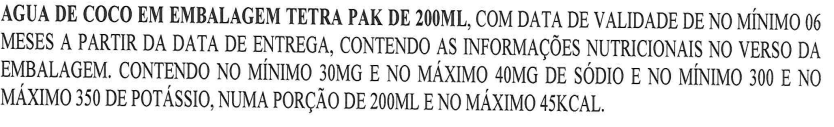 AGUA DE COCO EM EMBALAGEM TETRA PAK DE 200ML, COM DATA DE VALIDADE DE NO MÍNIMO 06
MESES A PARTIR DA DATA DE ENTREGA, CONTENDO AS INFORMAÇÕES NUTRICIONAIS NO VERSO DA
EMBALAGEM. CONTENDO NO MÍNIMO 30MG E NO MÁXIMO 40MG DE SÓDIO E NO MÍNIMO 300 E NO
MÁXIMO 350 DE POTÁSSIO, NUMA PORÇÃO DE 200ML E NO MÁXIMO 45KCAL.